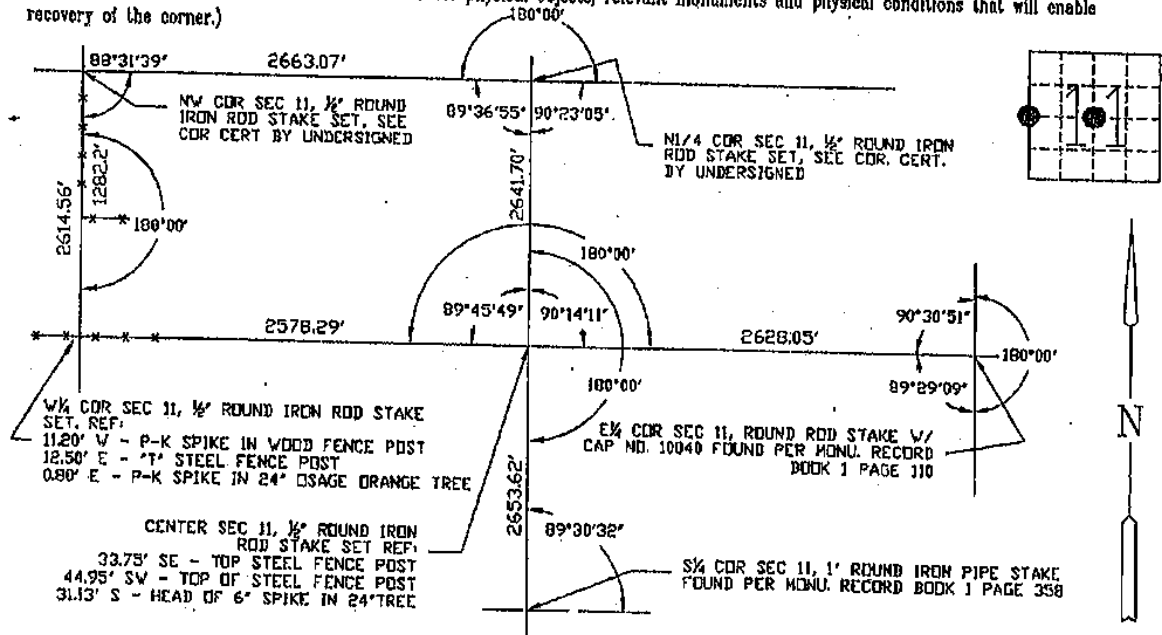 physical objects, relevant monuments and physical conditions that will enable
recovery of the corner.)
180°00'
88°31'39"
2663.07'
NW COR SEC 11, ½" ROUND
IRON ROD STAKE SET, SEE
COR CERT BY UNDERSIGNED
89°36'55"
90°23'05"
N1/4 COR SEC 11, ½" ROUND IRON
ROD STAKE SET, SEE COR. CERT.
BY UNDERSIGNED
11
1282.2'
2614.56'
180°00'
2641.70'
180°00'
89°45'49"
90°14'11"
2578.29'
2628.05'
90°30'51"
180°00'
89°29'09"
180°00'
W¼ COR SEC 11, ½" ROUND IRON ROD STAKE
SET. REF:
11.20' W - P-K SPIKE IN WOOD FENCE POST
12.50' E - "T" STEEL FENCE POST
0.80' E - P-K SPIKE IN 24" OSAGE ORANGE TREE
E¼ COR SEC 11, ROUND ROD STAKE W/
CAP NO. 10040 FOUND PER MONU. RECORD
BOOK 1 PAGE 110
N
CENTER SEC 11, ½" ROUND IRON
ROD STAKE SET REF:
33.75' SE - TOP STEEL FENCE POST
44.95' SW - TOP OF STEEL FENCE POST
31.13' S - HEAD OF 6" SPIKE IN 24"TREE
2653.62'
89°30'32"
S¼ COR SEC 11, 1' ROUND IRON PIPE STAKE
FOUND PER MONU. RECORD BOOK 1 PAGE 358